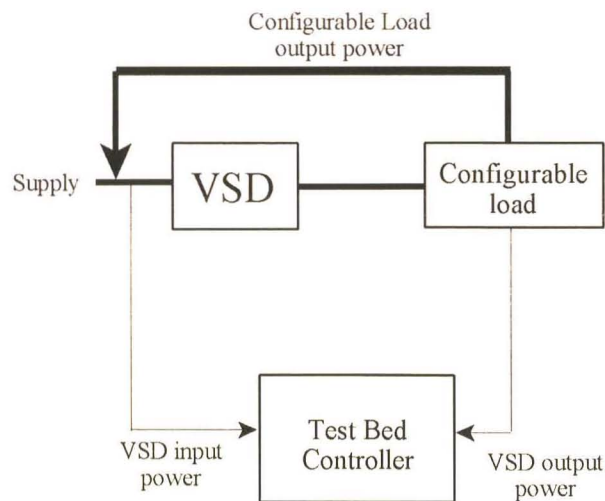 Configurable Load
output power
Supply
VSD
Configurable
load
Test Bed
Controller
VSD input
power
VSD output
power